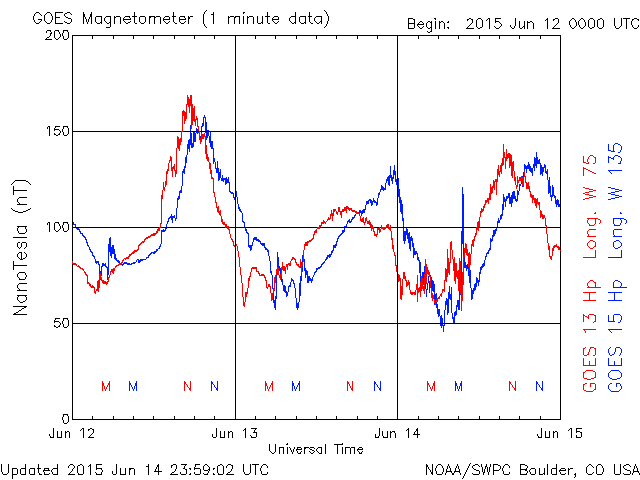 GOES Magnetometer (1 minute data)
Begin: 2015 Jun 12 0000 UTC
200
150
100
50
0
NanoTesla (nT)
M M N N M M N N M M N N
Jun 12 Jun 13 Jun 14 Jun 15
Universal Time
GOES 13 Hp Long. W 75
GOES 15 Hp Long. W 135
Updated 2015 Jun 14 23:59:02 UTC
NOAA/SWPC Boulder, CO USA